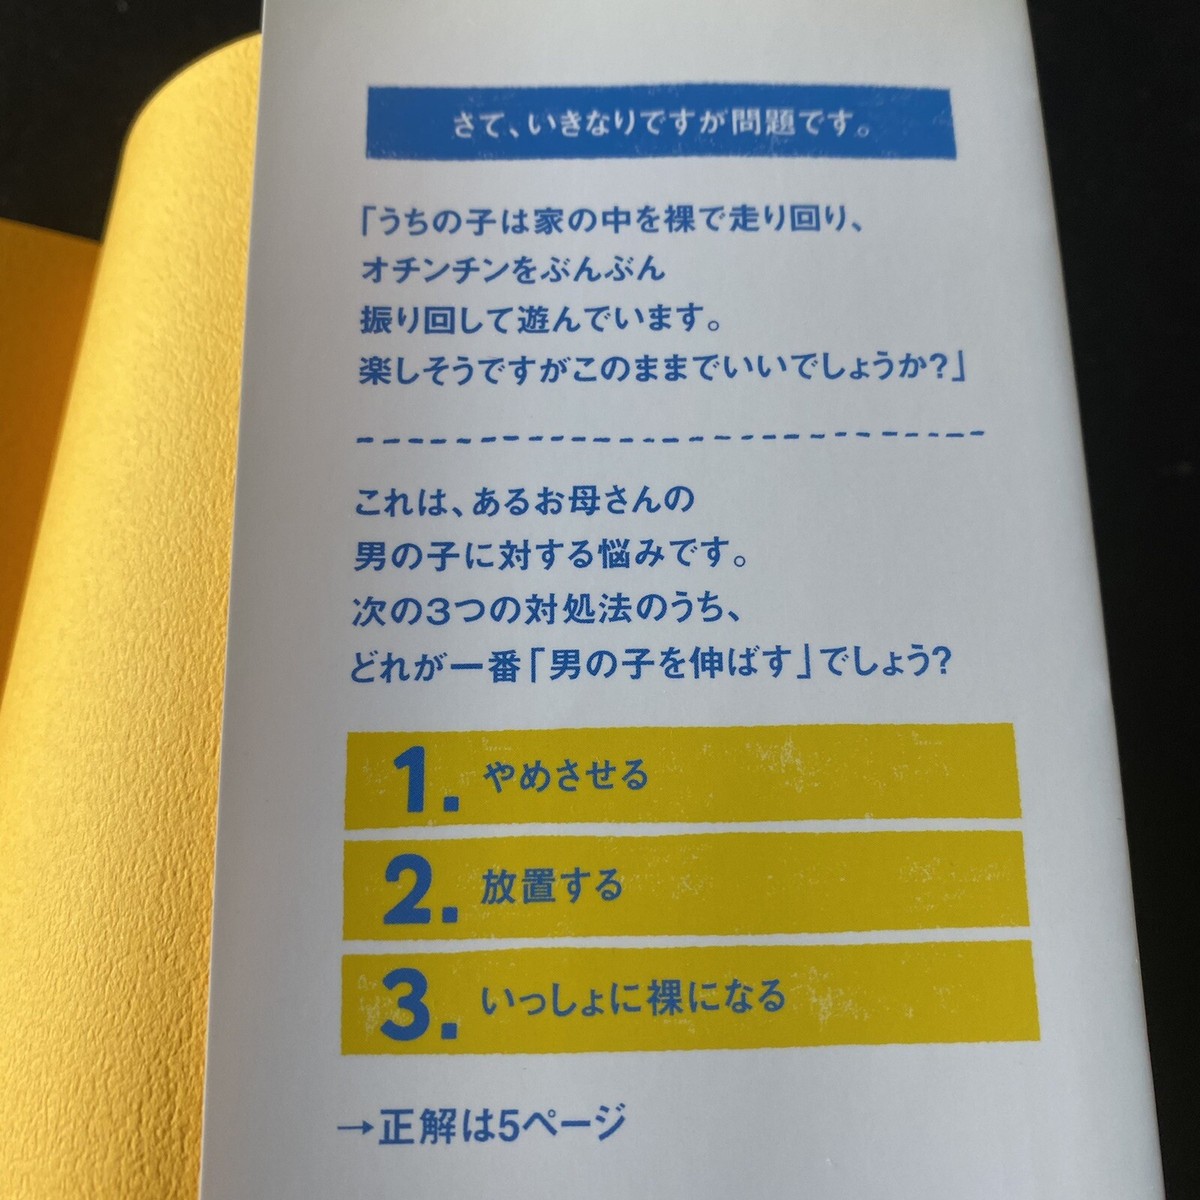 さて、いきなりですが問題です。
「うちの子は家の中を裸で走り回り、
オチンチンをぶんぶん
振り回して遊んでいます。
楽しそうですがこのままでいいでしょうか?」
これは、あるお母さんの
男の子に対する悩みです。
次の3つの対処法のうち、
どれが一番「男の子を伸ばす」でしょう?
1. やめさせる
2. 放置する
3. いっしょに裸になる
→正解は5ページ